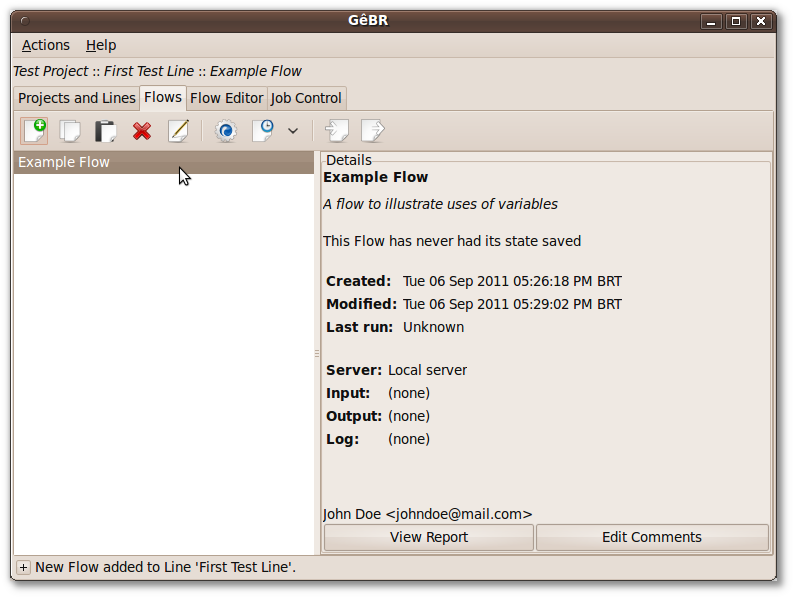 GêBR
Actions Help
Test Project :: First Test Line :: Example Flow
Projects and Lines Flows Flow Editor Job Control
Example Flow
Details
Example Flow
A flow to illustrate uses of variables
This Flow has never had its state saved
Created: Tue 06 Sep 2011 05:26:18 PM BRT
Modified: Tue 06 Sep 2011 05:29:02 PM BRT
Last run: Unknown
Server: Local server
Input: (none)
Output: (none)
Log: (none)
John Doe <johndoe@mail.com>
View Report Edit Comments
New Flow added to Line 'First Test Line'.